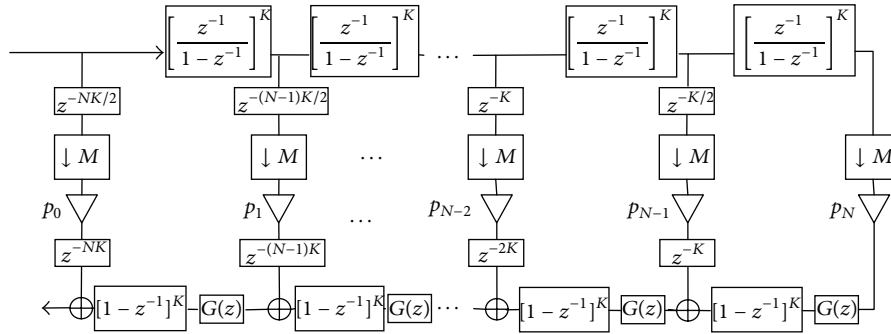 [z^{-1}/(1 − z^{-1})]^K [z^{-1}/(1 − z^{-1})]^K ... [z^{-1}/(1 − z^{-1})]^K [z^{-1}/(1 − z^{-1})]^K
z^{-NK/2} z^{-(N−1)K/2} z^{-K} z^{-K/2}
↓ M ↓ M ... ↓ M ↓ M ↓ M
p_0 p_1 ... p_{N−2} p_{N−1} p_N
z^{-NK} z^{-(N−1)K} z^{-2K} z^{-K}
[1 − z^{-1}]^K G(z) [1 − z^{-1}]^K G(z) ... [1 − z^{-1}]^K G(z) [1 − z^{-1}]^K G(z)